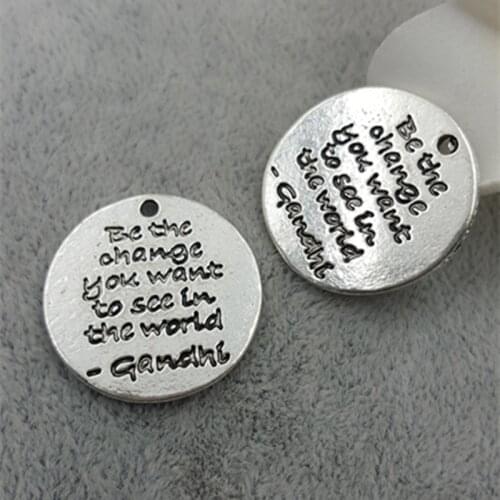 Be the
change
you want
to see in
the world
- Gandhi
Be the
change
you want
to see in
the world
- Gandhi